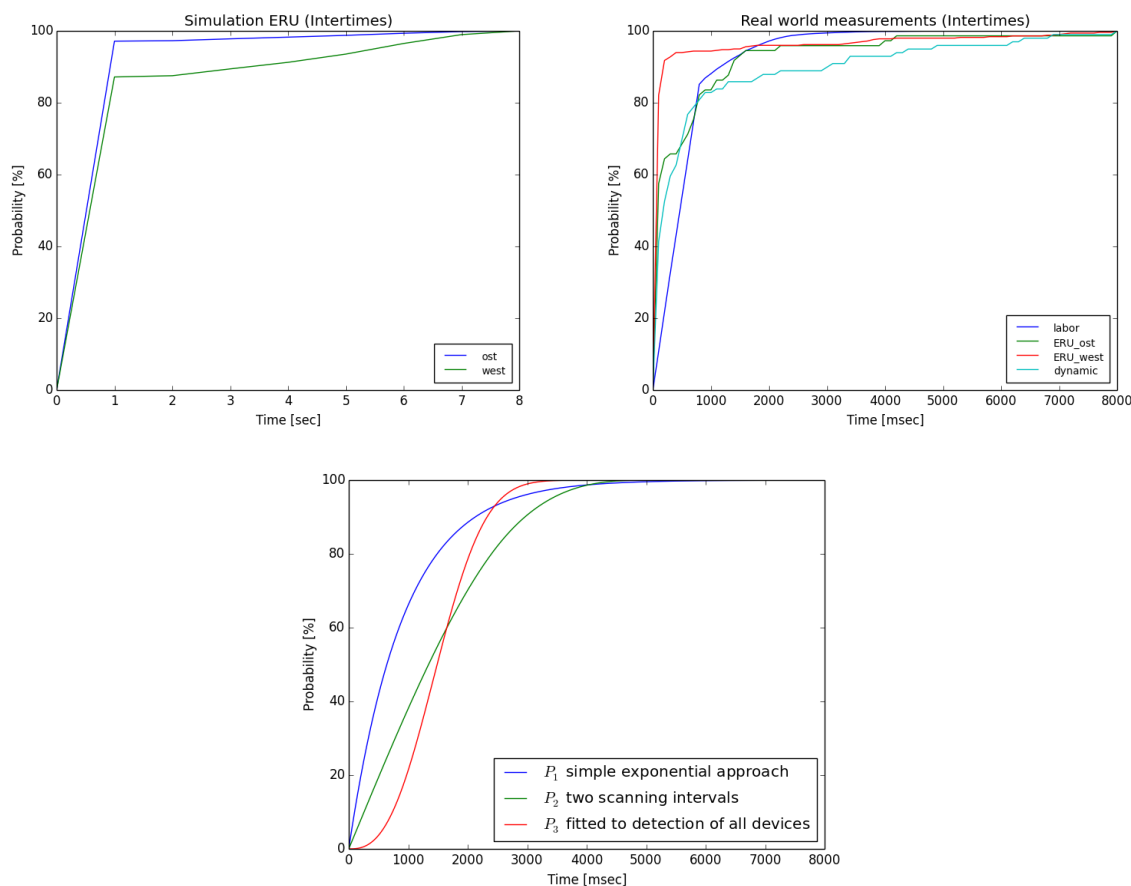 Simulation ERU (Intertimes)
100
80
60
40
20
0
Probability [%]
ost
west
0 1 2 3 4 5 6 7 8
Time [sec]
Real world measurements (Intertimes)
100
80
60
40
20
0
Probability [%]
labor
ERU_ost
ERU_west
dynamic
0 1000 2000 3000 4000 5000 6000 7000 8000
Time [msec]
100
80
60
40
20
0
Probability [%]
P1 simple exponential approach
P2 two scanning intervals
P3 fitted to detection of all devices
0 1000 2000 3000 4000 5000 6000 7000 8000
Time [msec]